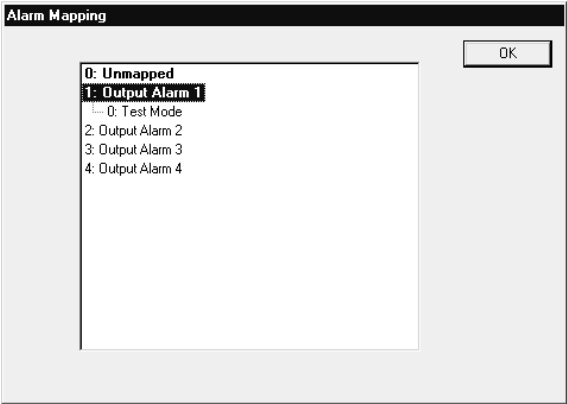 Alarm Mapping
OK
0: Unmapped
1: Output Alarm 1
0: Test Mode
2: Output Alarm 2
3: Output Alarm 3
4: Output Alarm 4